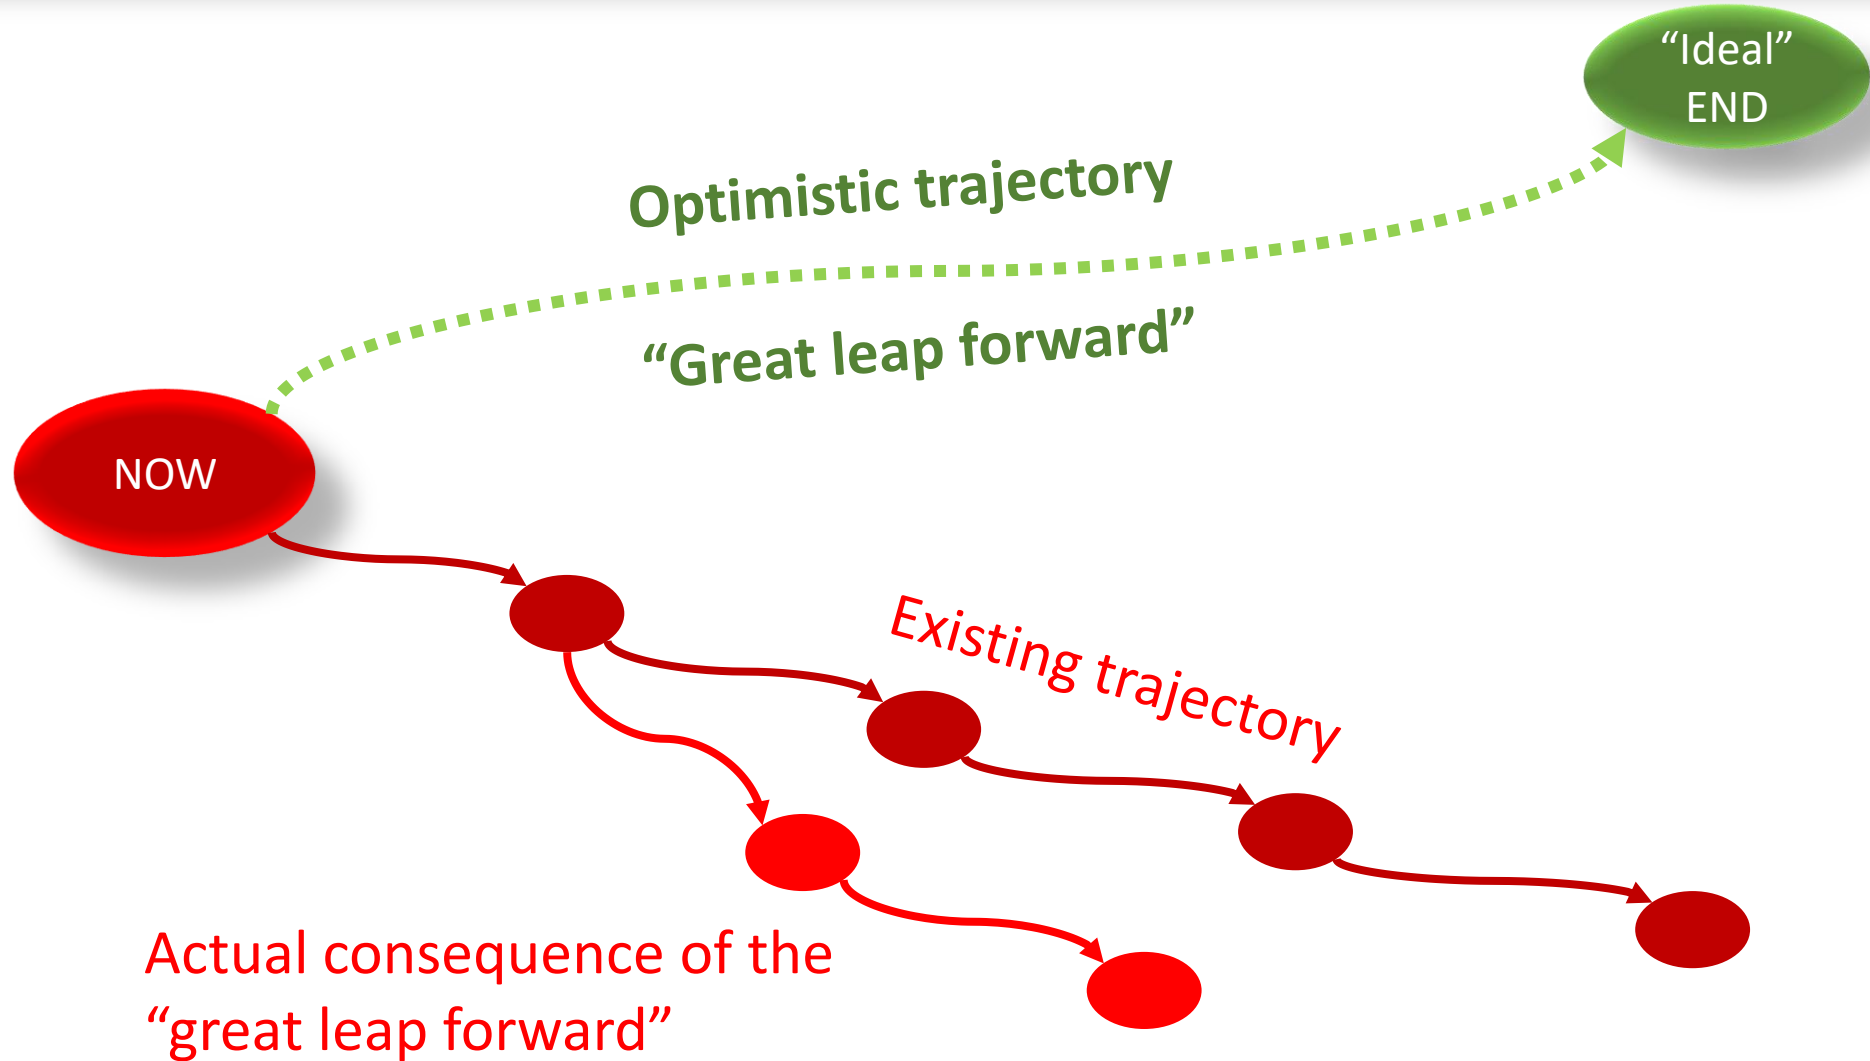 “Ideal”
END
Optimistic trajectory
“Great leap forward”
NOW
Existing trajectory
Actual consequence of the
“great leap forward”